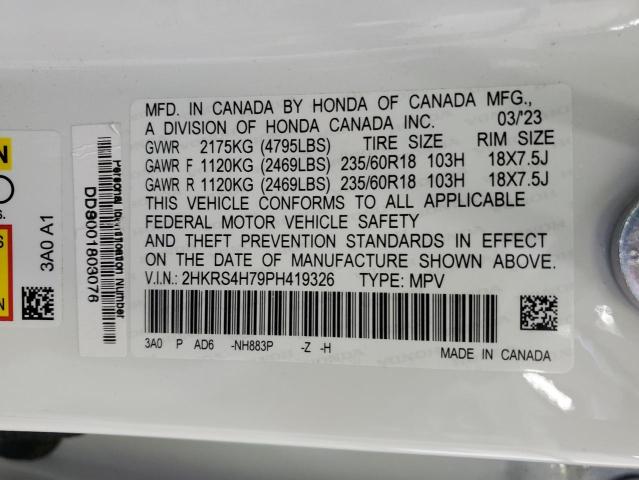 MFD. IN CANADA BY HONDA OF CANADA MFG.,
A DIVISION OF HONDA CANADA INC. 03/'23
GVWR 2175KG (4795LBS) TIRE SIZE RIM SIZE
GAWR F 1120KG (2469LBS) 235/60R18 103H 18X7.5J
GAWR R 1120KG (2469LBS) 235/60R18 103H 18X7.5J
THIS VEHICLE CONFORMS TO ALL APPLICABLE
FEDERAL MOTOR VEHICLE SAFETY
AND THEFT PREVENTION STANDARDS IN EFFECT
ON THE DATE OF MANUFACTURE SHOWN ABOVE.
V.I.N.: 2HKRS4H79PH419326 TYPE: MPV
3A0 P AD6 -NH883P -Z -H
MADE IN CANADA
Personal Number
DD8001803076
3A0 A1